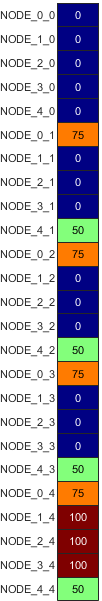 NODE_0_0 0
NODE_1_0 0
NODE_2_0 0
NODE_3_0 0
NODE_4_0 0
NODE_0_1 75
NODE_1_1 0
NODE_2_1 0
NODE_3_1 0
NODE_4_1 50
NODE_0_2 75
NODE_1_2 0
NODE_2_2 0
NODE_3_2 0
NODE_4_2 50
NODE_0_3 75
NODE_1_3 0
NODE_2_3 0
NODE_3_3 0
NODE_4_3 50
NODE_0_4 75
NODE_1_4 100
NODE_2_4 100
NODE_3_4 100
NODE_4_4 50